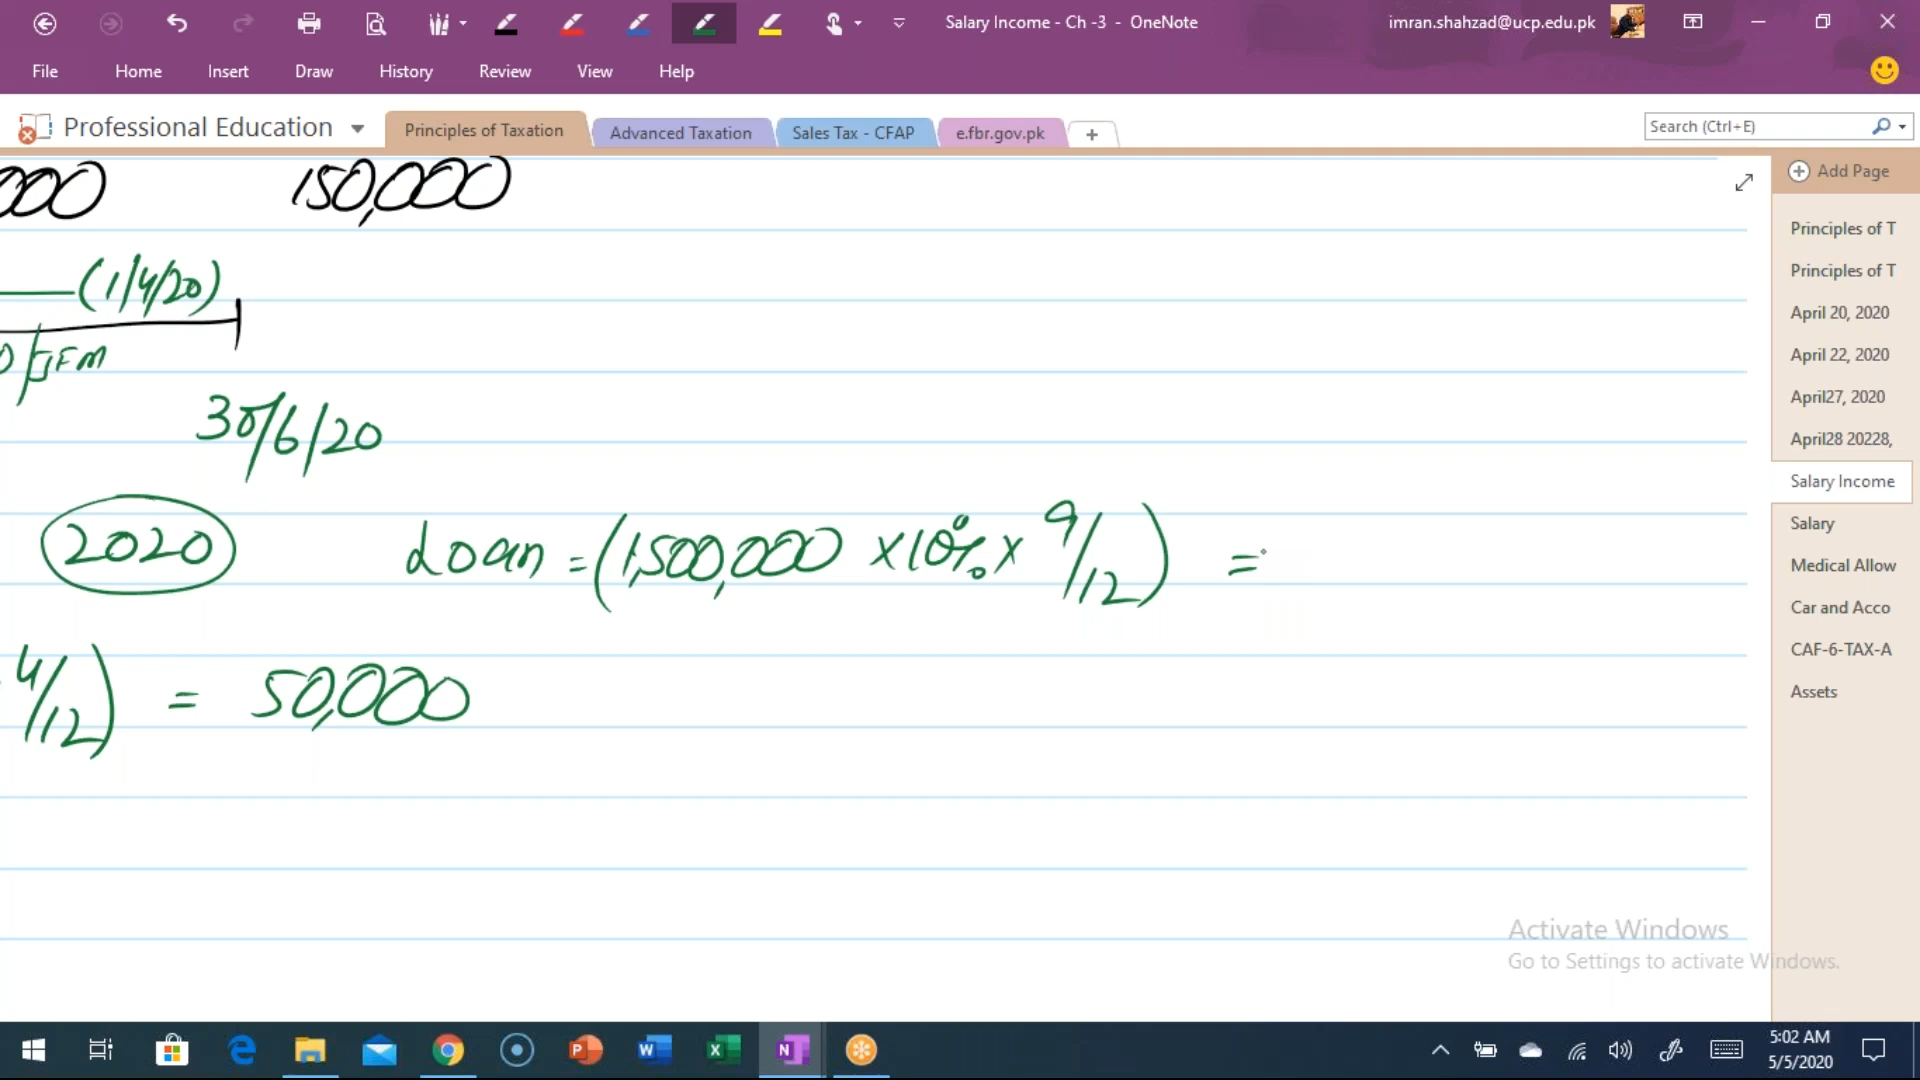 Salary Income - Ch -3 - OneNote
imran.shahzad@ucp.edu.pk
File Home Insert Draw History Review View Help
Professional Education
Principles of Taxation
Advanced Taxation
Sales Tax - CFAP
e.fbr.gov.pk
Search (Ctrl+E)
Add Page
Principles of T
Principles of T
April 20, 2020
April 22, 2020
April27, 2020
April28 20228,
Salary Income
Salary
Medical Allow
Car and Acco
CAF-6-TAX-A
Assets
000 150,000
(1/4/20)
JFM
30/6/20
2020 Loan = (1,500,000 x10% x 9/12) =
4/12) = 50,000
Activate Windows
Go to Settings to activate Windows.
5:02 AM
5/5/2020